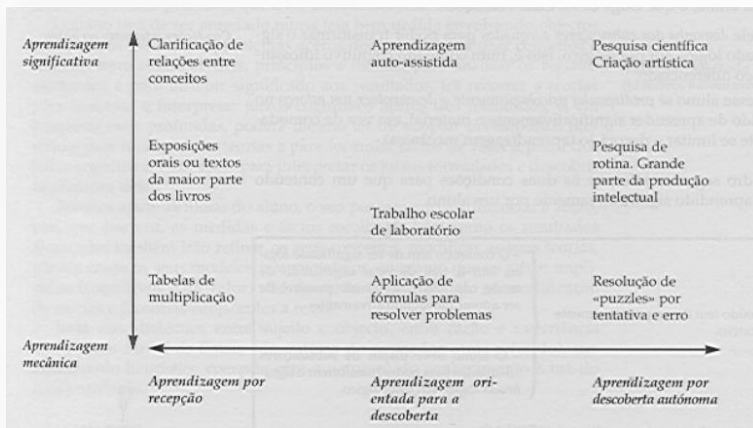 Aprendizagem
significativa
Clarificação de
relações entre
conceitos
Aprendizagem
auto-assistida
Pesquisa científica
Criação artística
Exposições
orais ou textos
da maior parte
dos livros
Trabalho escolar
de laboratório
Pesquisa de
rotina. Grande
parte da produção
intelectual
Tabelas de
multiplicação
Aplicação de
fórmulas para
resolver problemas
Resolução de
«puzzles» por
tentativa e erro
Aprendizagem
mecânica
Aprendizagem por
recepção
Aprendizagem ori-
entada para a
descoberta
Aprendizagem por
descoberta autónoma